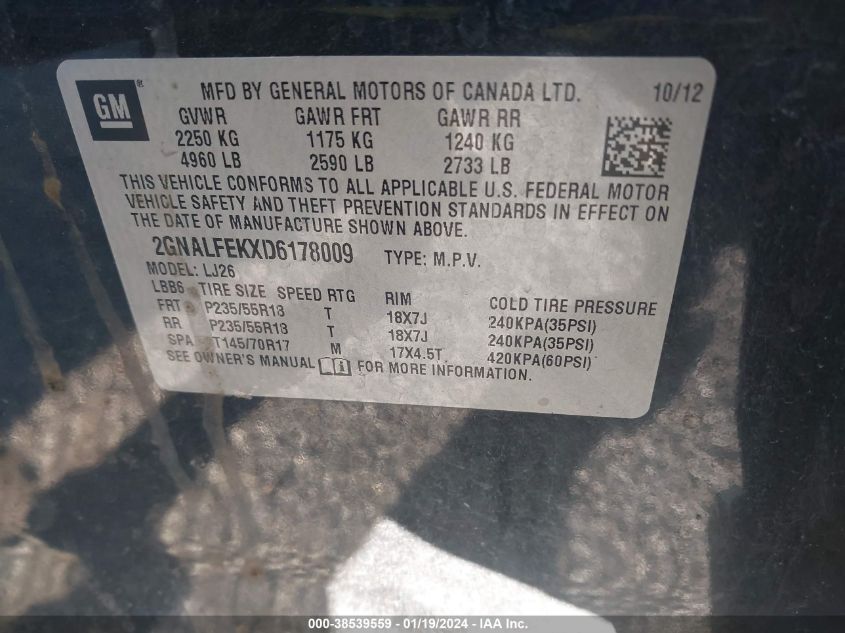 GM ®
MFD BY GENERAL MOTORS OF CANADA LTD. 10/12
GVWR GAWR FRT GAWR RR
2250 KG 1175 KG 1240 KG
4960 LB 2590 LB 2733 LB
THIS VEHICLE CONFORMS TO ALL APPLICABLE U.S. FEDERAL MOTOR
VEHICLE SAFETY AND THEFT PREVENTION STANDARDS IN EFFECT ON
THE DATE OF MANUFACTURE SHOWN ABOVE.
2GNALFEKXD6178009 TYPE: M.P.V.
MODEL: LJ26
LBB6 TIRE SIZE SPEED RTG RIM COLD TIRE PRESSURE
FRT P235/55R18 T 18X7J 240KPA(35PSI)
RR P235/55R18 T 18X7J 240KPA(35PSI)
SPA T145/70R17 M 17X4.5T 420KPA(60PSI)
SEE OWNER'S MANUAL FOR MORE INFORMATION.
000-38539559 — 01/19/2024 — IAA Inc.